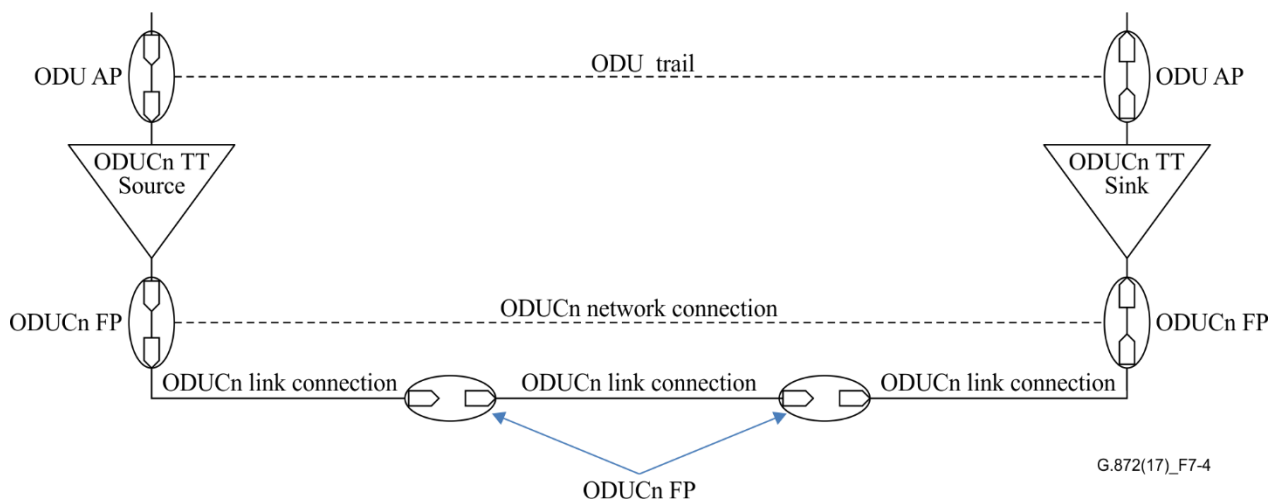 ODU AP
ODU trail
ODU AP
ODUCn TT
Source
ODUCn TT
Sink
ODUCn FP
ODUCn network connection
ODUCn FP
ODUCn link connection
ODUCn link connection
ODUCn link connection
G.872(17)_F7-4
ODUCn FP